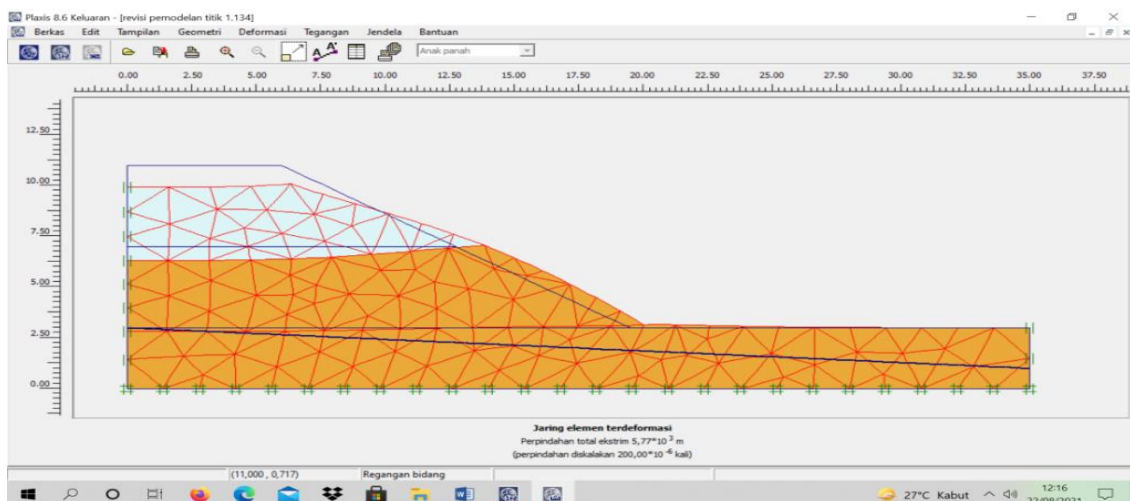 Plaxis 8.6 Keluaran - [revisi pemodelan titik 1.134]
Berkas Edit Tampilan Geometri Deformasi Tegangan Jendela Bantuan
Anak panah
0.00 2.50 5.00 7.50 10.00 12.50 15.00 17.50 20.00 22.50 25.00 27.50 30.00 32.50 35.00 37.50
12.50
10.00
7.50
5.00
2.50
0.00
Jaring elemen terdeformasi
Perpindahan total ekstrim 5,77*10³ m
(perpindahan diskalakan 200,00*10⁻⁶ kali)
(11,000 , 0,717) Regangan bidang
27°C Kabut 12:16
22/08/2021